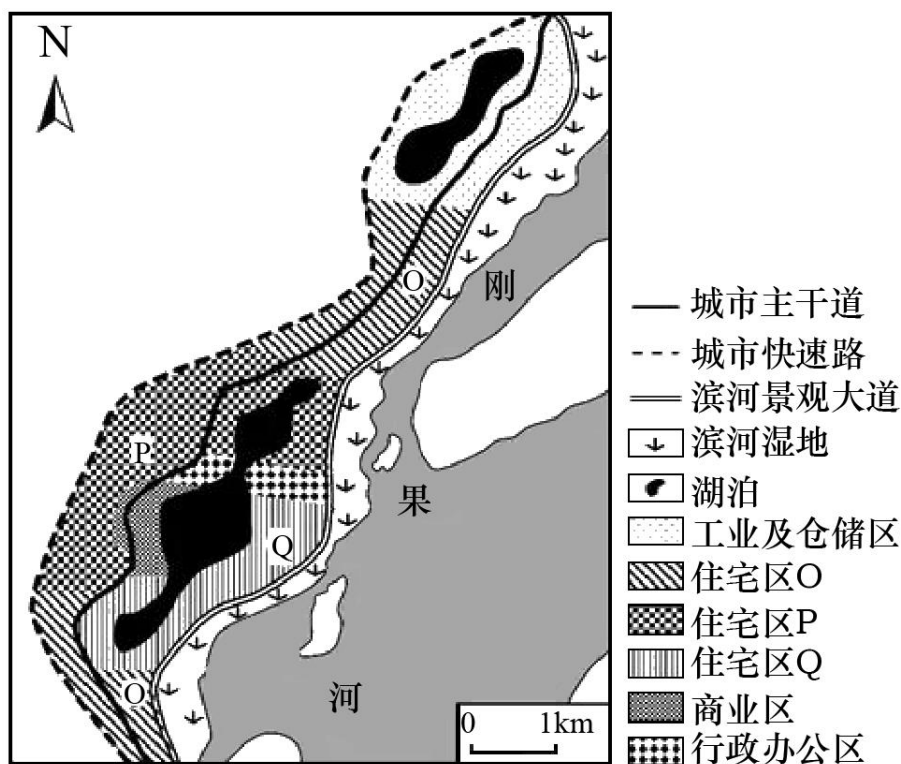 N
O
刚
P
果
Q
O
河
0 1km
城市主干道
城市快速路
滨河景观大道
滨河湿地
湖泊
工业及仓储区
住宅区O
住宅区P
住宅区Q
商业区
行政办公区